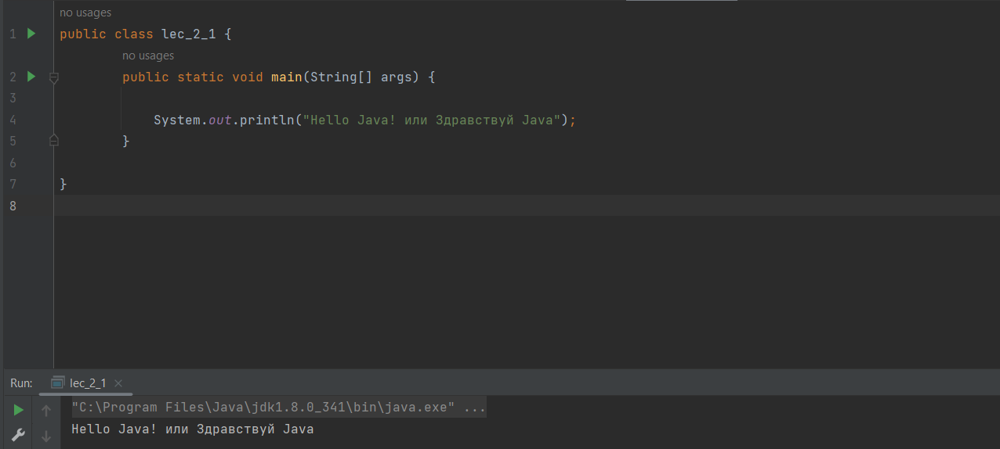 no usages
1 public class lec_2_1 {
no usages
2 public static void main(String[] args) {
3
4 System.out.println("Hello Java! или Здравствуй Java");
5 }
6
7 }
8
Run: lec_2_1 ×
"C:\Program Files\Java\jdk1.8.0_341\bin\java.exe" ...
Hello Java! или Здравствуй Java